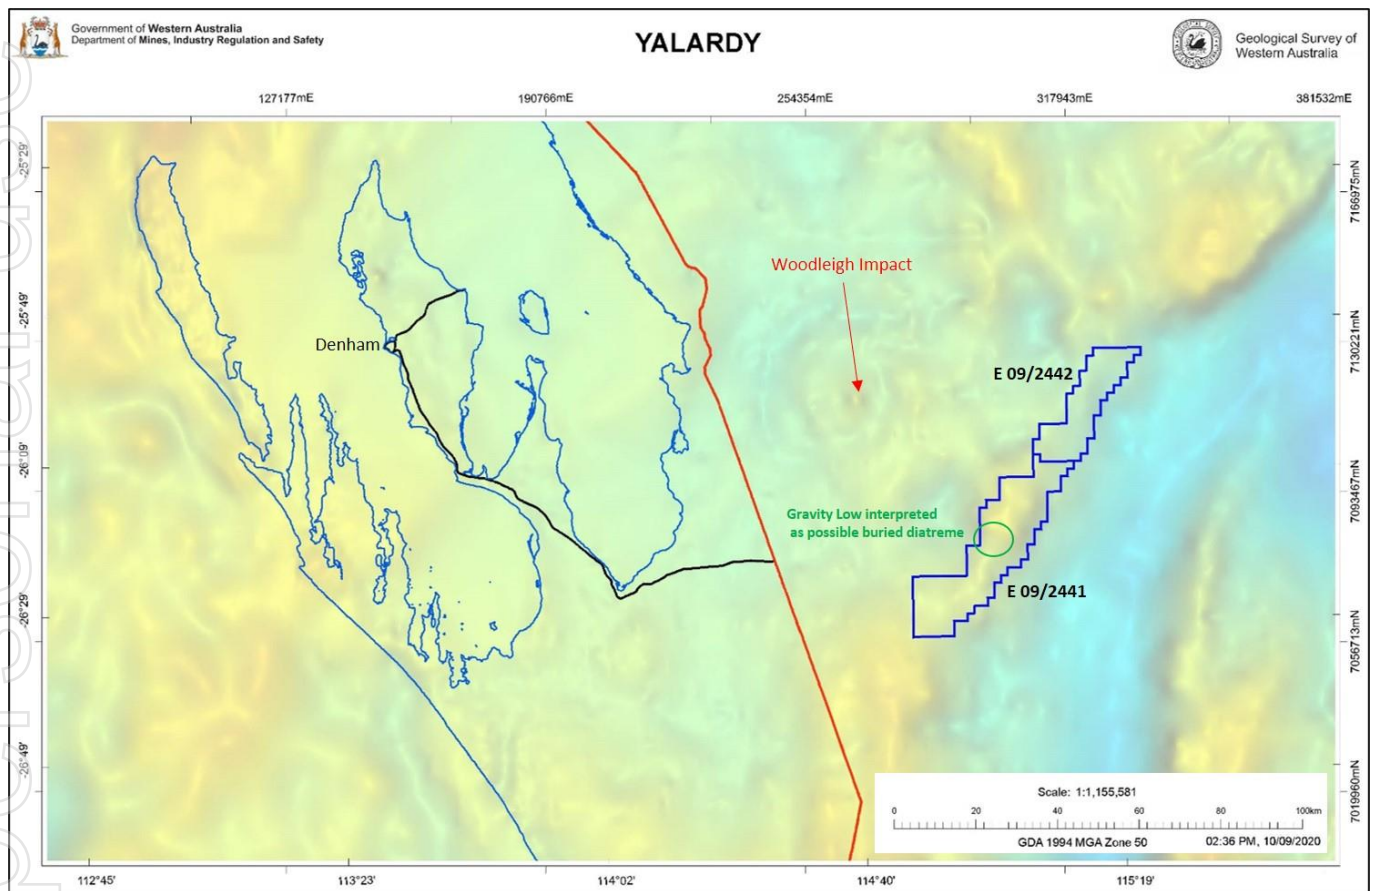 Government of Western Australia
Department of Mines, Industry Regulation and Safety
YALARDY
Geological Survey of
Western Australia
127177mE
190766mE
254354mE
317943mE
381532mE
-25°29'
-25°49'
-26°09'
-26°29'
-26°49'
7166975mN
7130221mN
7093467mN
7056713mN
7019960mN
Woodleigh Impact
Denham
E 09/2442
Gravity Low interpreted
as possible buried diatreme
E 09/2441
Scale: 1:1,155,581
0
20
40
60
80
100km
GDA 1994 MGA Zone 50
02:36 PM, 10/09/2020
112°45'
113°23'
114°02'
114°40'
115°19'